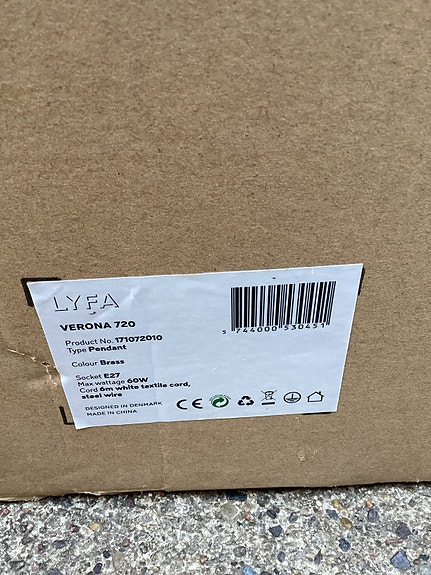 LYFA
VERONA 720
Product No. 171072010
Type Pendant
Colour Brass
Socket E27
Max wattage 60W
Cord 6m white textile cord,
steel wire
DESIGNED IN DENMARK
MADE IN CHINA
CE
5 744000 530451